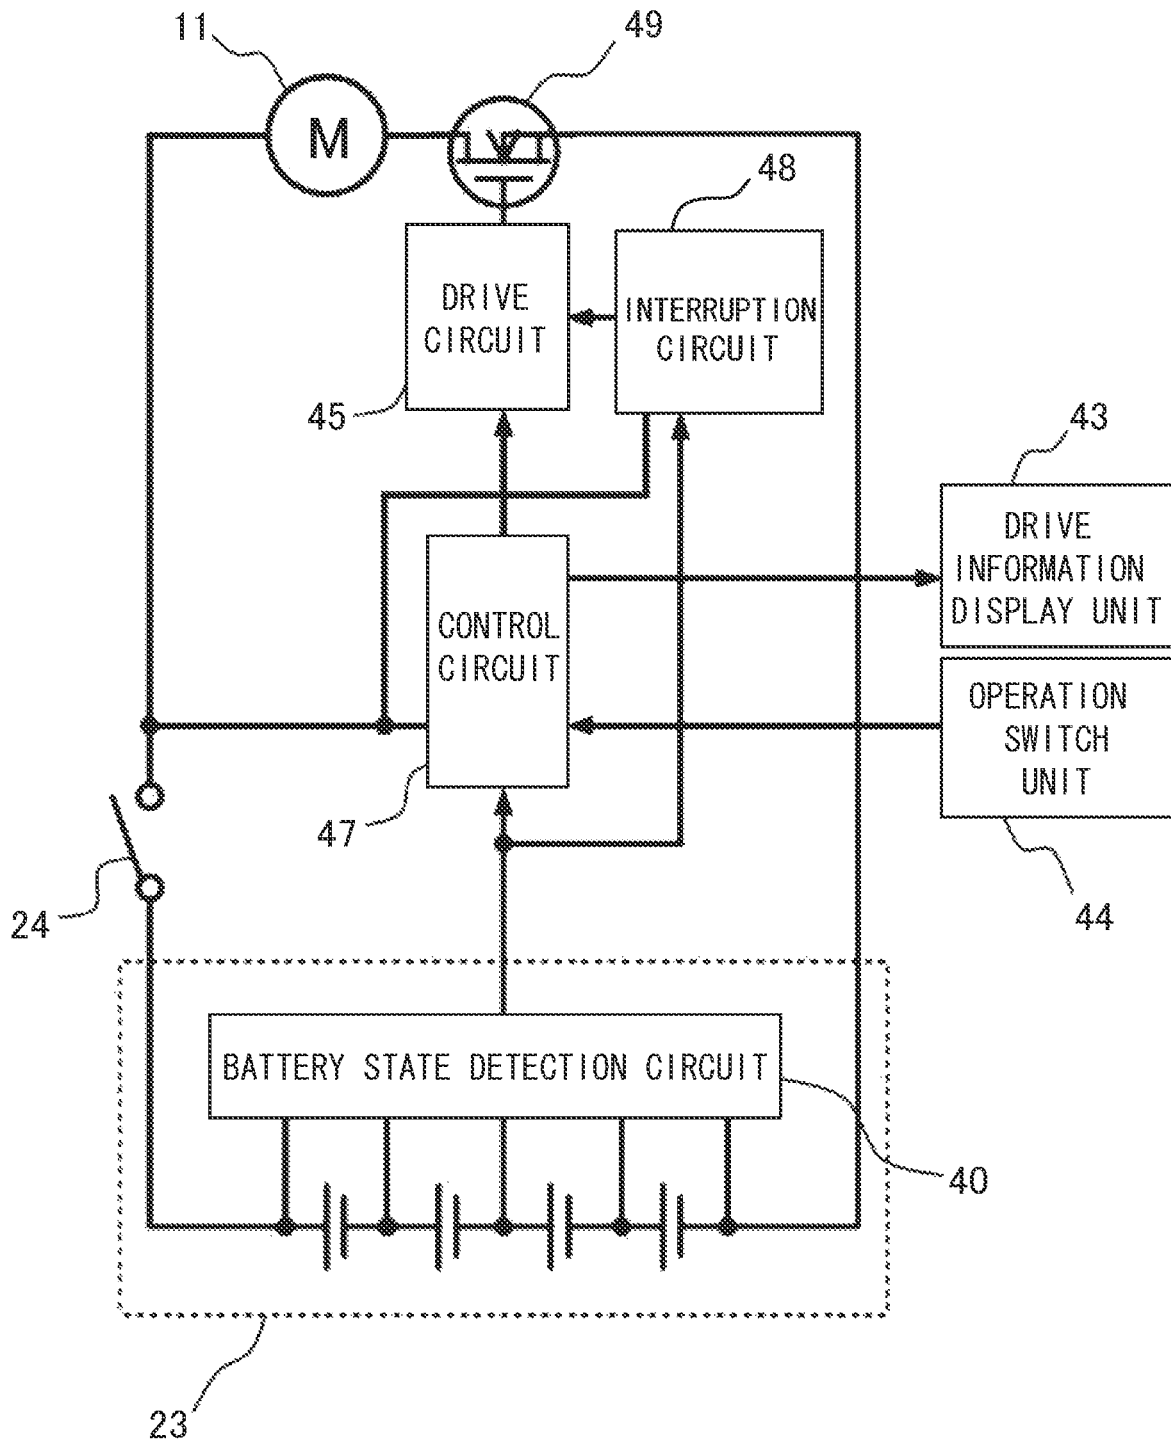 11
49
M
48
DRIVE
CIRCUIT
INTERRUPTION
CIRCUIT
45
43
DRIVE
INFORMATION
DISPLAY UNIT
CONTROL
CIRCUIT
OPERATION
SWITCH
UNIT
47
24
44
BATTERY STATE DETECTION CIRCUIT
40
23